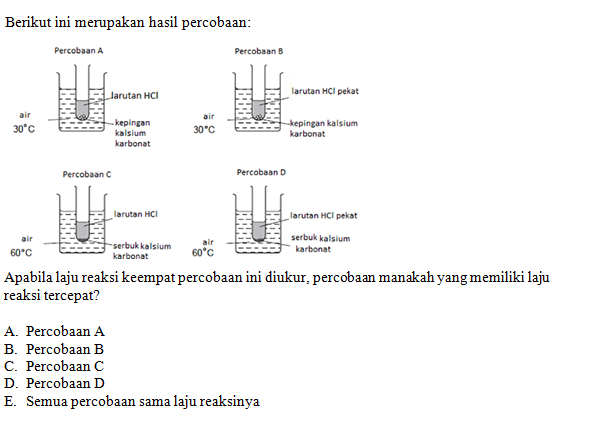 Berikut ini merupakan hasil percobaan:
Percobaan A
larutan HCl
air
30°C
kepingan
kalsium
karbonat
Percobaan B
larutan HCl pekat
air
30°C
kepingan kalsium
karbonat
Percobaan C
larutan HCl
air
60°C
serbuk kalsium
karbonat
Percobaan D
larutan HCl pekat
air
60°C
serbuk kalsium
karbonat
Apabila laju reaksi keempat percobaan ini diukur, percobaan manakah yang memiliki laju
reaksi tercepat?
A. Percobaan A
B. Percobaan B
C. Percobaan C
D. Percobaan D
E. Semua percobaan sama laju reaksinya